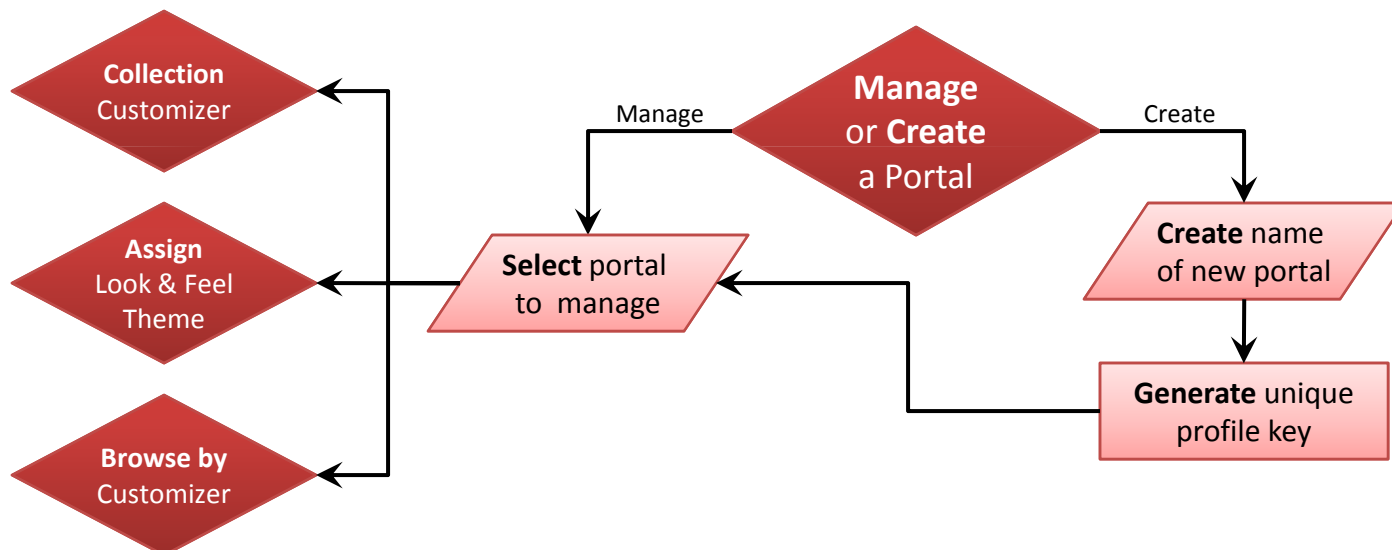 Collection
Customizer
Manage
or Create
a Portal
Manage
Create
Assign
Look & Feel
Theme
Select portal
to manage
Create name
of new portal
Generate unique
profile key
Browse by
Customizer